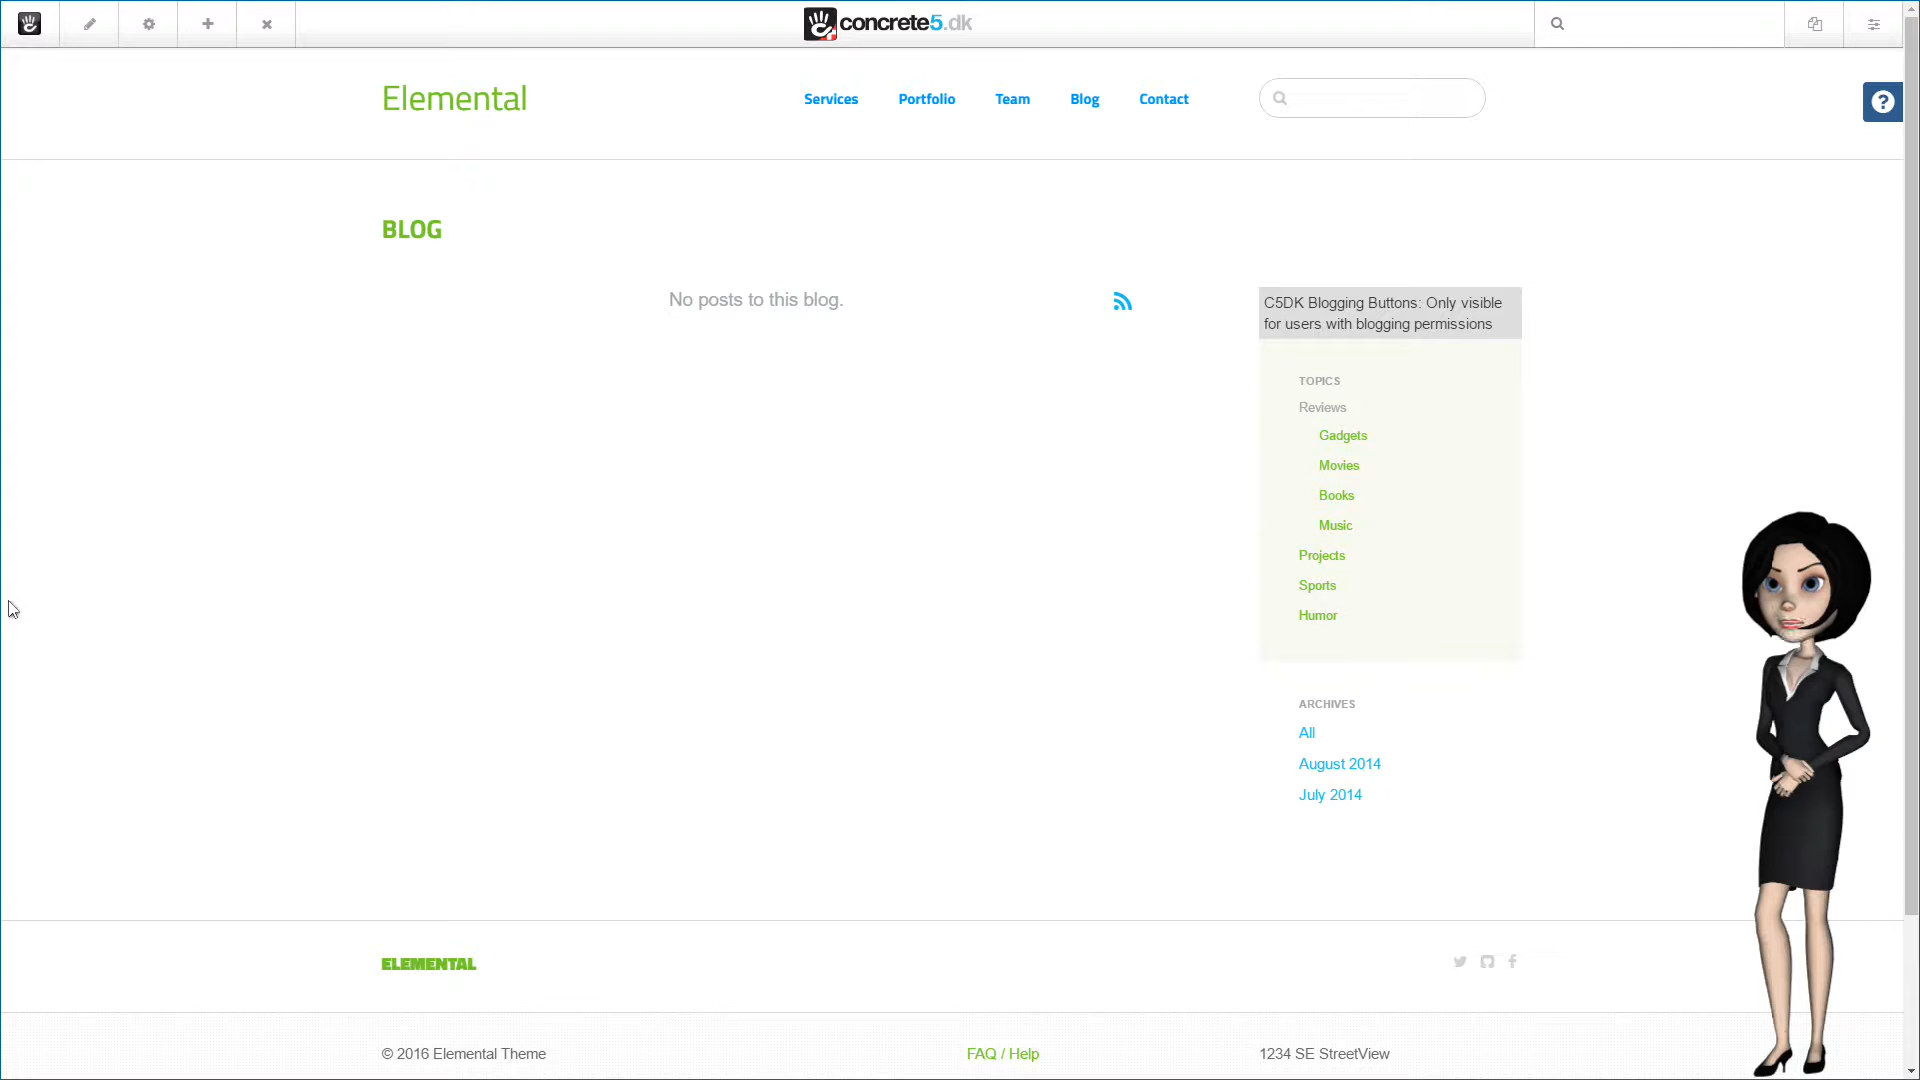 concrete5.dk
Elemental
Services Portfolio Team Blog Contact
?
BLOG
No posts to this blog.
C5DK Blogging Buttons: Only visible
for users with blogging permissions
TOPICS
Reviews
Gadgets
Movies
Books
Music
Projects
Sports
Humor
ARCHIVES
All
August 2014
July 2014
ELEMENTAL
© 2016 Elemental Theme
FAQ / Help
1234 SE StreetView